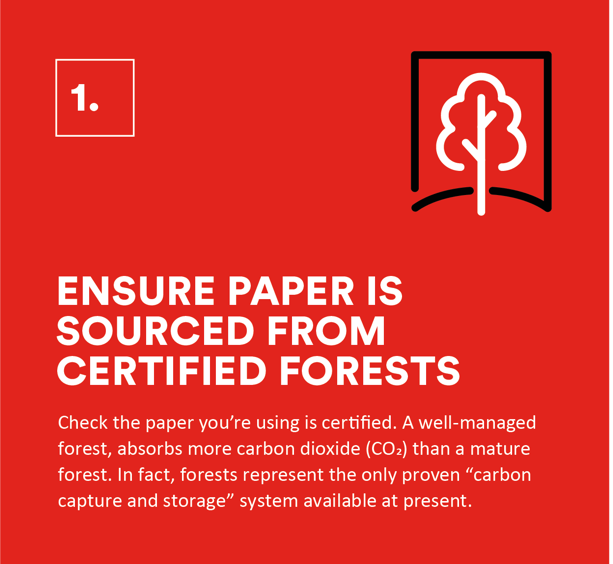 1.
ENSURE PAPER IS
SOURCED FROM
CERTIFIED FORESTS
Check the paper you’re using is certified. A well-managed
forest, absorbs more carbon dioxide (CO₂) than a mature
forest. In fact, forests represent the only proven “carbon
capture and storage” system available at present.